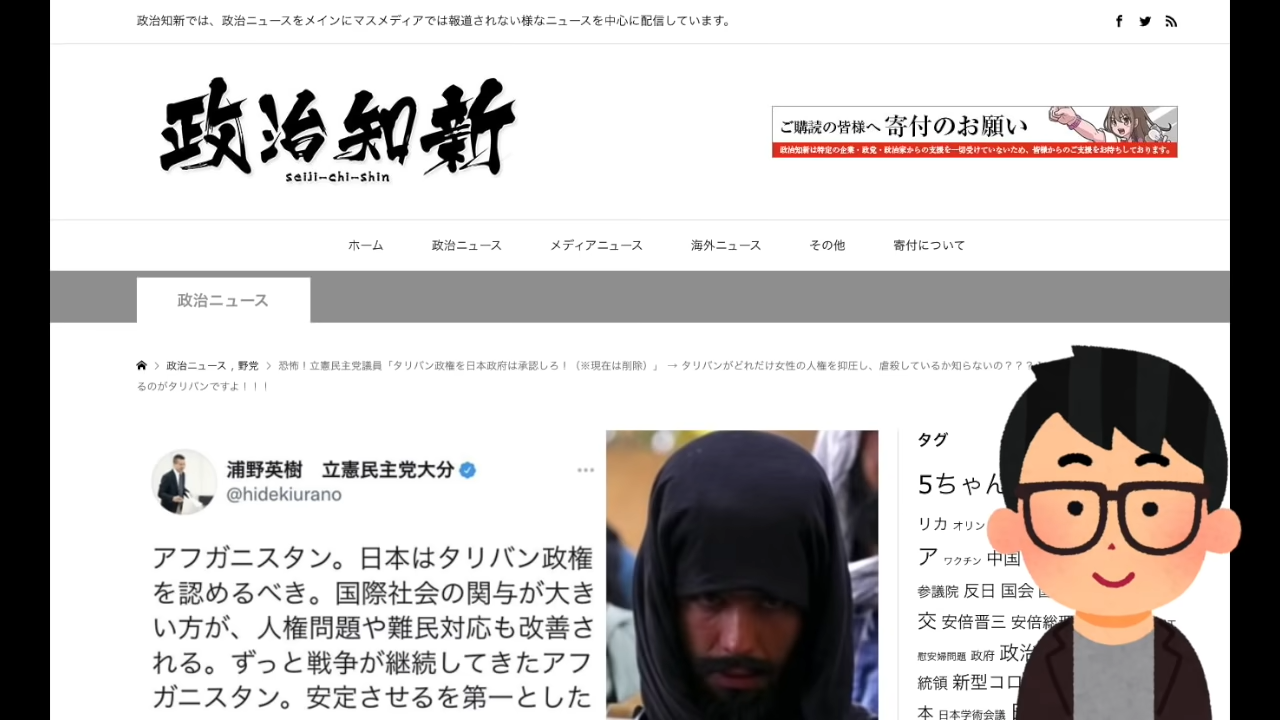 政治知新では、政治ニュースをメインにマスメディアでは報道されない様なニュースを中心に配信しています。
政治知新
seiji-chi-shin
ご購読の皆様へ 寄付のお願い
政治知新は特定の企業・政党・政治家からの支援を一切受けていないため、皆様からのご支援をお待ちしております。
ホーム 政治ニュース メディアニュース 海外ニュース その他 寄付について
政治ニュース
政治ニュース , 野党 > 恐怖！立憲民主党議員「タリバン政権を日本政府は承認しろ！（※現在は削除）」 → タリバンがどれだけ女性の人権を抑圧し、虐殺しているか知らないの？？？
るのがタリバンですよ！！！
浦野英樹 立憲民主党大分
@hidekiurano
アフガニスタン。日本はタリバン政権
を認めるべき。国際社会の関与が大き
い方が、人権問題や難民対応も改善さ
れる。ずっと戦争が継続してきたアフ
ガニスタン。安定させるを第一とした
タグ
5ちゃん
リカ オリン
ア ワクチン 中国
参議院 反日 国会
交 安倍晋三 安倍総理
慰安婦問題 政府 政治
統領 新型コロ
本 日本学術会議